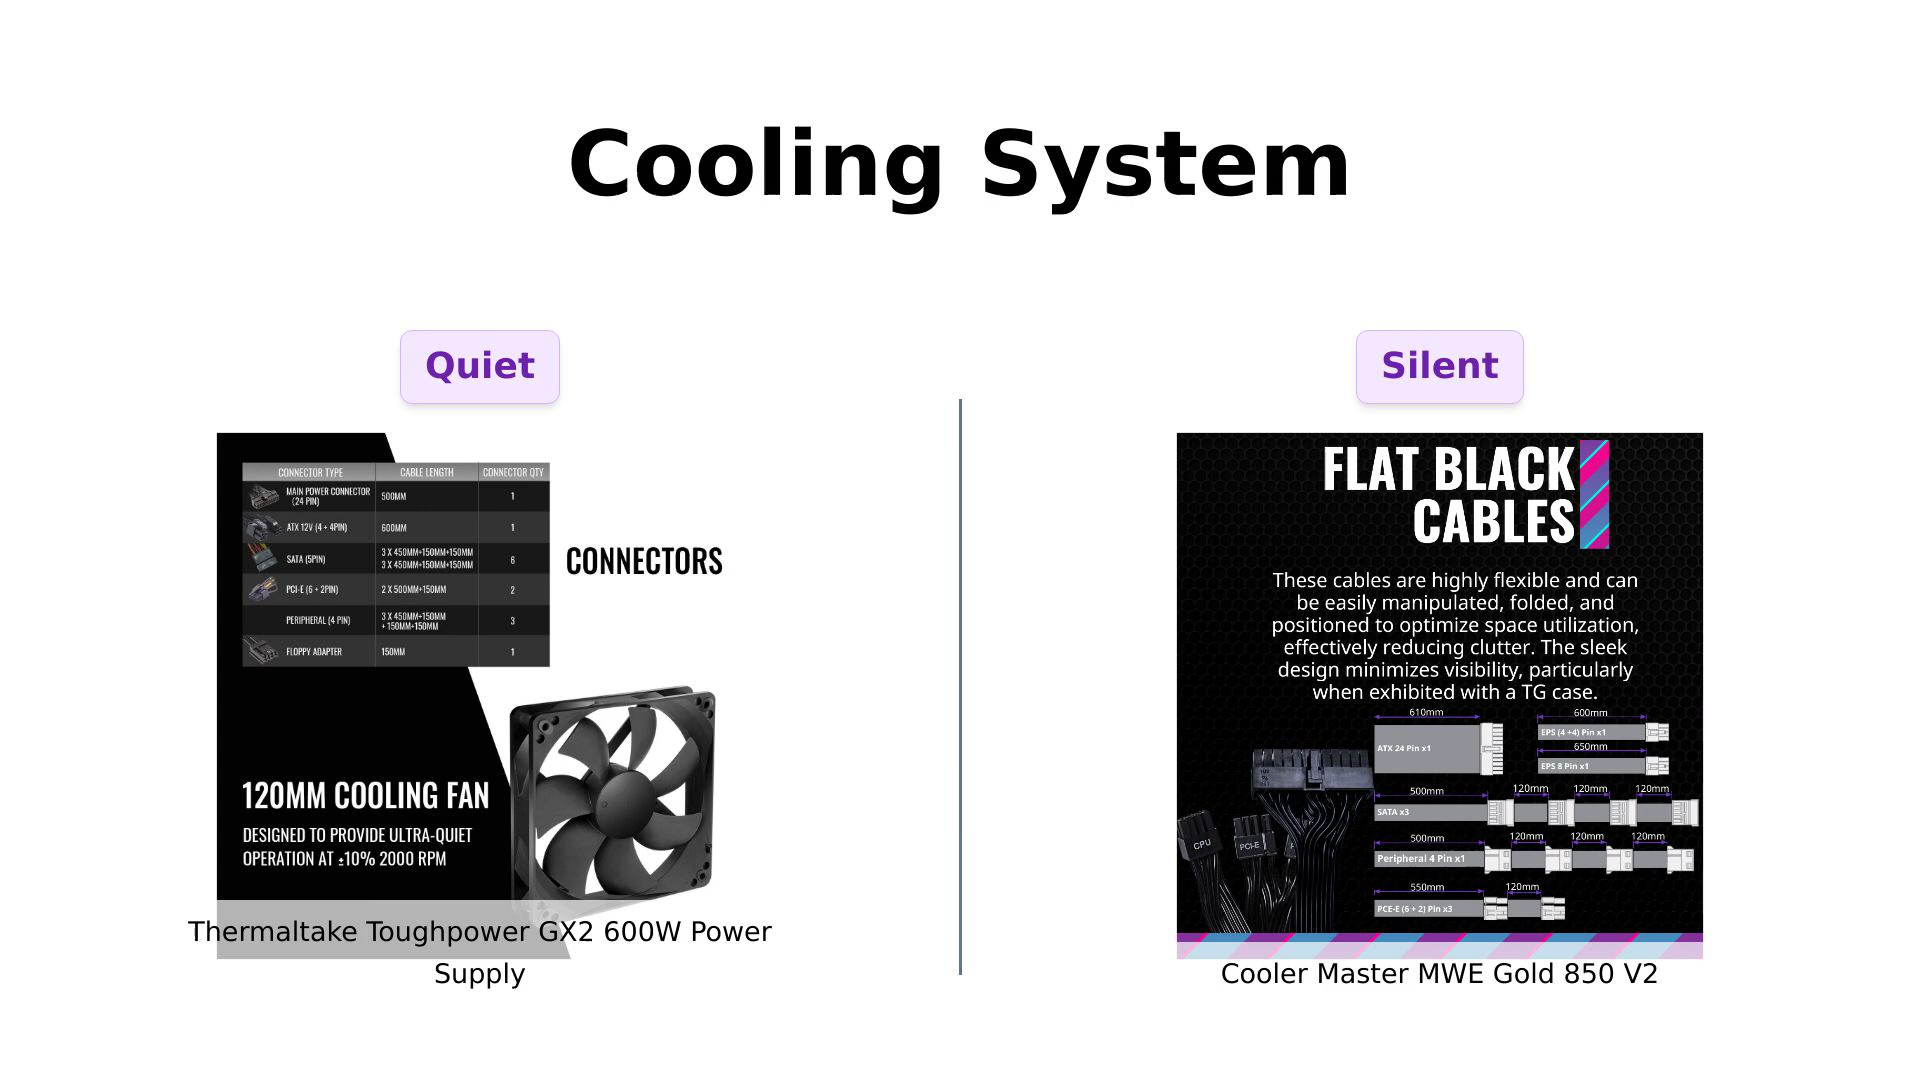 Cooling System
Quiet
CONNECTOR TYPE CABLE LENGTH CONNECTOR QTY
MAIN POWER CONNECTOR
(24 PIN) 500MM 1
ATX 12V (4 + 4PIN) 600MM 1
SATA (5PIN) 3 X 450MM+150MM+150MM
3 X 450MM+150MM+150MM 6
PCI-E (6 + 2PIN) 2 X 500MM+150MM 2
PERIPHERAL (4 PIN) 3 X 450MM+150MM
+ 150MM+150MM 3
FLOPPY ADAPTER 150MM 1
CONNECTORS
120MM COOLING FAN
DESIGNED TO PROVIDE ULTRA-QUIET
OPERATION AT ±10% 2000 RPM
Thermaltake Toughpower GX2 600W Power
Supply
Silent
FLAT BLACK
CABLES
These cables are highly flexible and can
be easily manipulated, folded, and
positioned to optimize space utilization,
effectively reducing clutter. The sleek
design minimizes visibility, particularly
when exhibited with a TG case.
610mm
ATX 24 Pin x1
600mm
EPS (4 +4) Pin x1
650mm
EPS 8 Pin x1
500mm 120mm 120mm 120mm
SATA x3
500mm 120mm 120mm 120mm
Peripheral 4 Pin x1
550mm 120mm
PCE-E (6 + 2) Pin x3
CPU
PCI-E
Cooler Master MWE Gold 850 V2